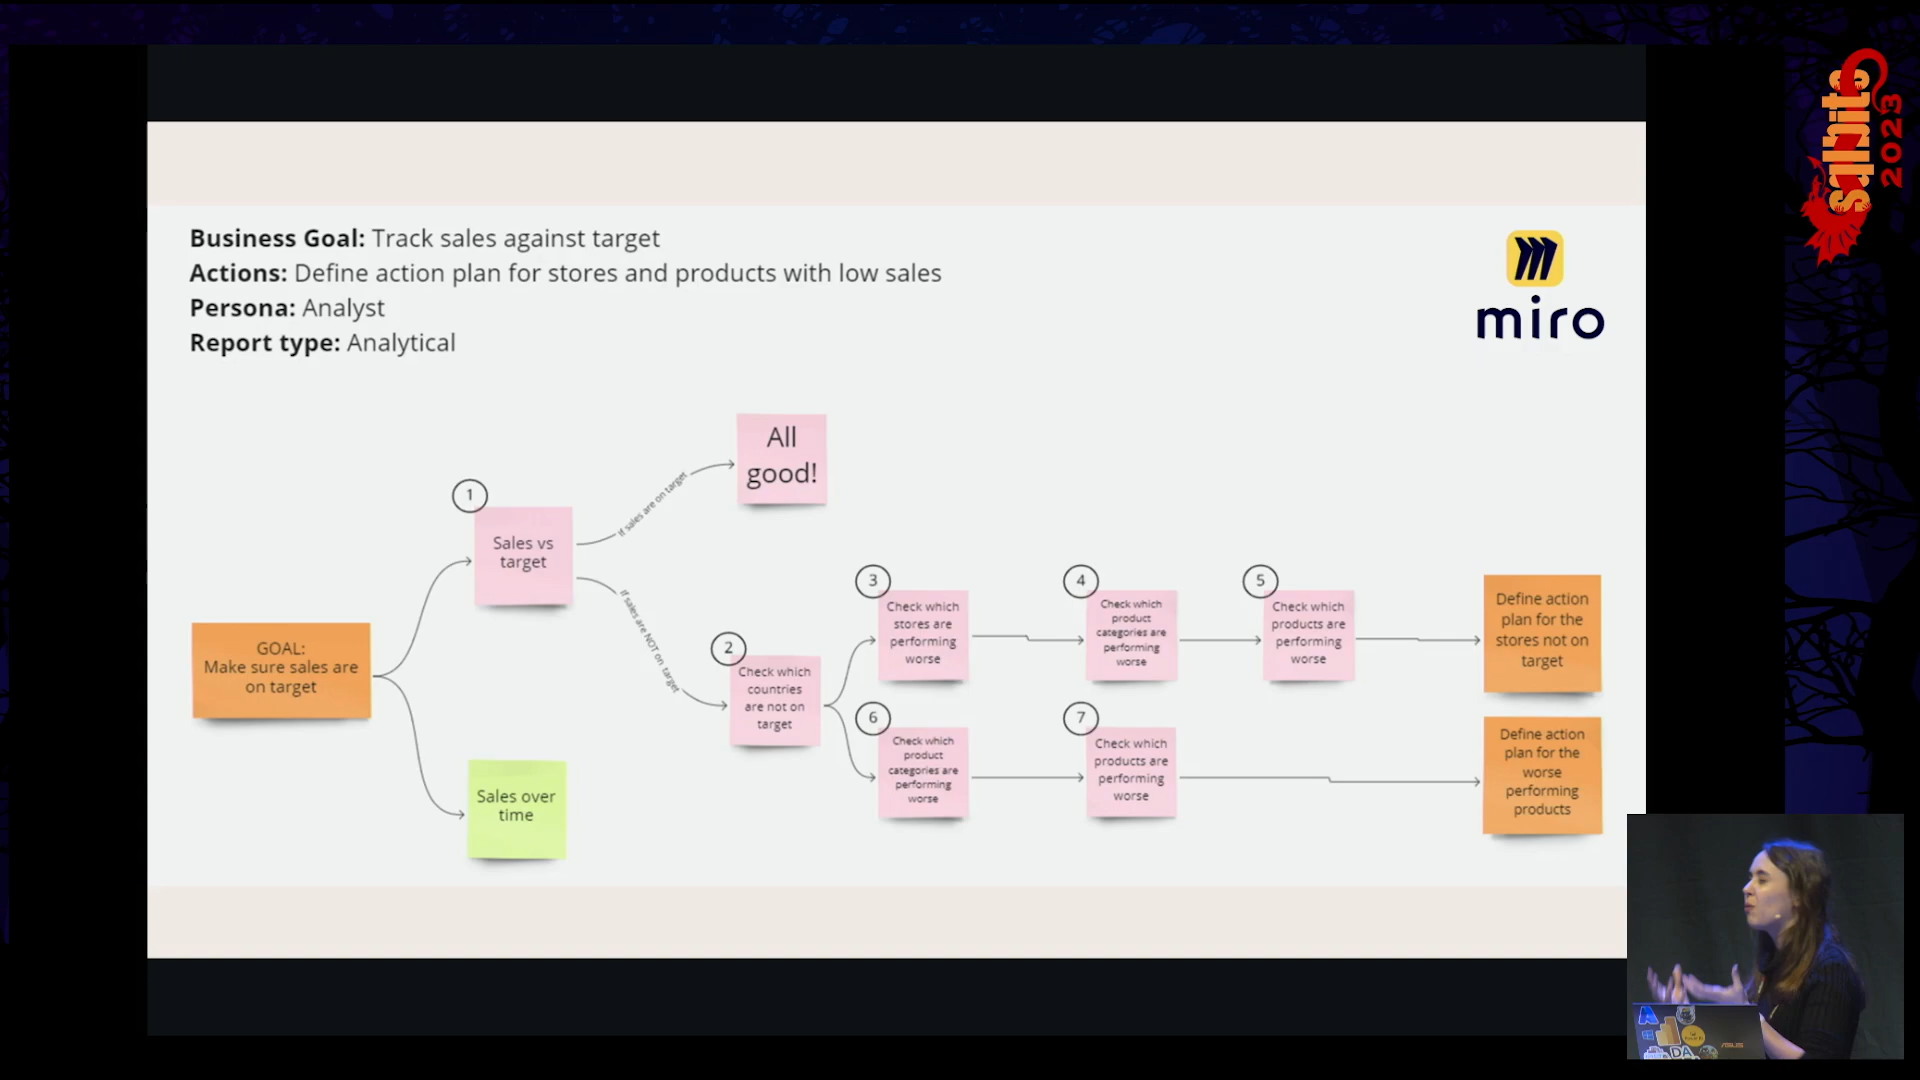 sqlbits
2023
Business Goal: Track sales against target
Actions: Define action plan for stores and products with low sales
Persona: Analyst
Report type: Analytical
miro
All
good!
1
Sales vs
target
If sales are on target
If sales are NOT on target
GOAL:
Make sure sales are
on target
Sales over
time
2
Check which
countries
are not on
target
3
Check which
stores are
performing
worse
4
Check which
product
categories are
performing
worse
5
Check which
products are
performing
worse
Define action
plan for the
stores not on
target
6
Check which
product
categories are
performing
worse
7
Check which
products are
performing
worse
Define action
plan for the
worse
performing
products
DA
ASUS